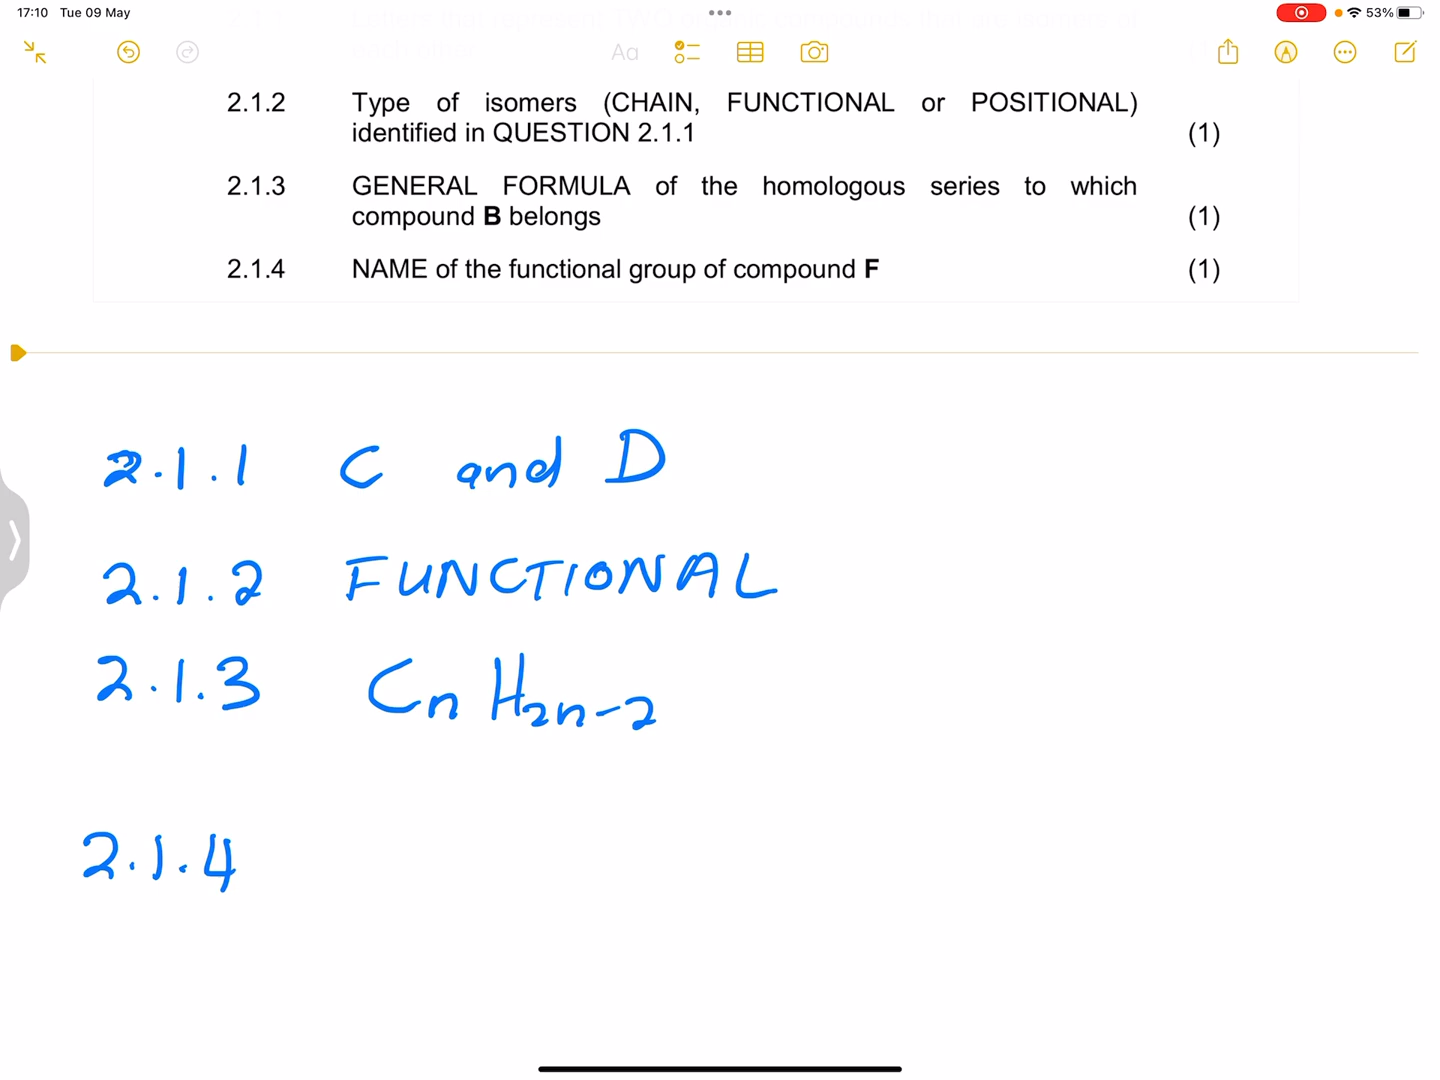 17:10 Tue 09 May 53%
Aa
2.1.2 Type of isomers (CHAIN, FUNCTIONAL or POSITIONAL)
identified in QUESTION 2.1.1 (1)
2.1.3 GENERAL FORMULA of the homologous series to which
compound B belongs (1)
2.1.4 NAME of the functional group of compound F (1)
2.1.1 C and D
2.1.2 FUNCTIONAL
2.1.3 CnH2n-2
2.1.4